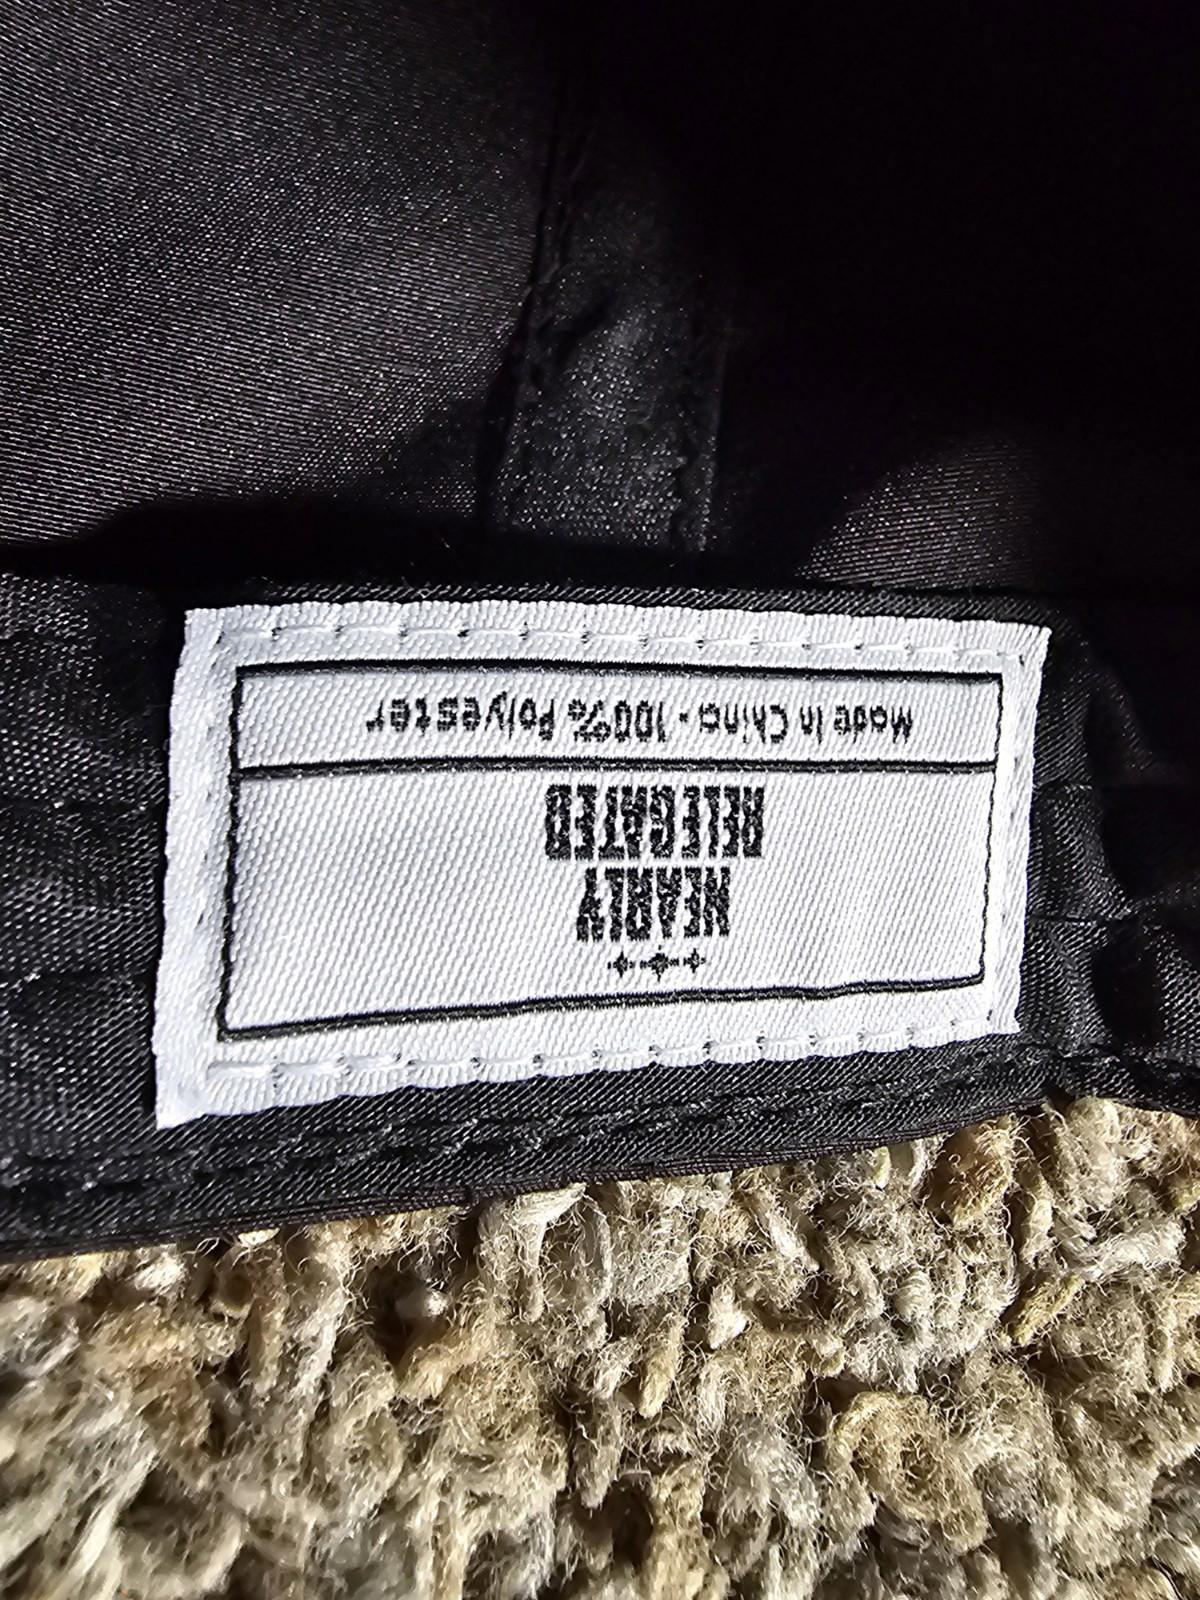 NEARLY
RELEGATED
Made In China • 100% Polyester